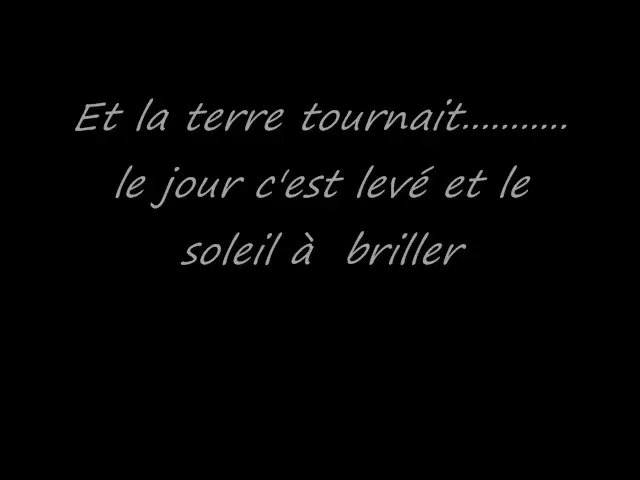 Et la terre tournait...........
le jour c'est levé et le
soleil à briller